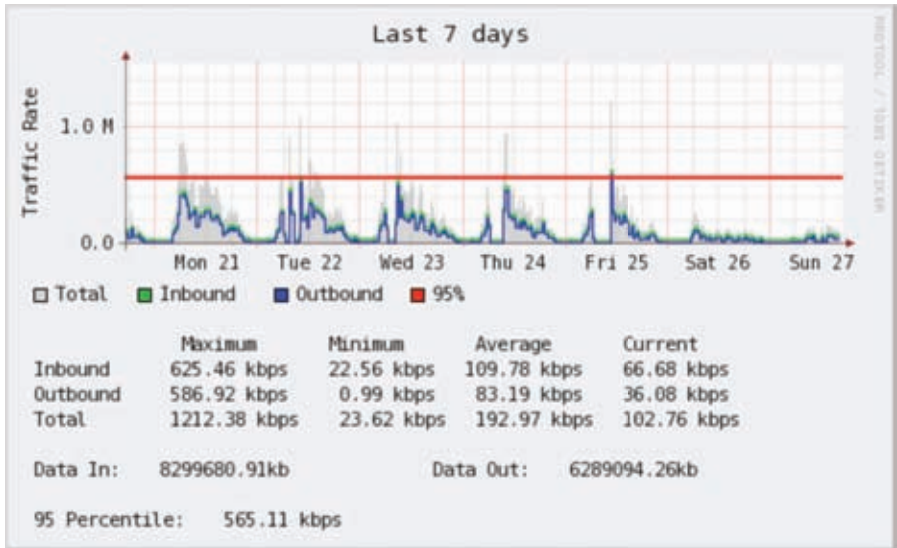 Last 7 days
Traffic Rate
1.0 M
0.0
Mon 21 Tue 22 Wed 23 Thu 24 Fri 25 Sat 26 Sun 27
Total Inbound Outbound 95%
Maximum Minimum Average Current
Inbound 625.46 kbps 22.56 kbps 109.78 kbps 66.68 kbps
Outbound 586.92 kbps 0.99 kbps 83.19 kbps 36.08 kbps
Total 1212.38 kbps 23.62 kbps 192.97 kbps 102.76 kbps
Data In: 8299680.91kb Data Out: 6289094.26kb
95 Percentile: 565.11 kbps